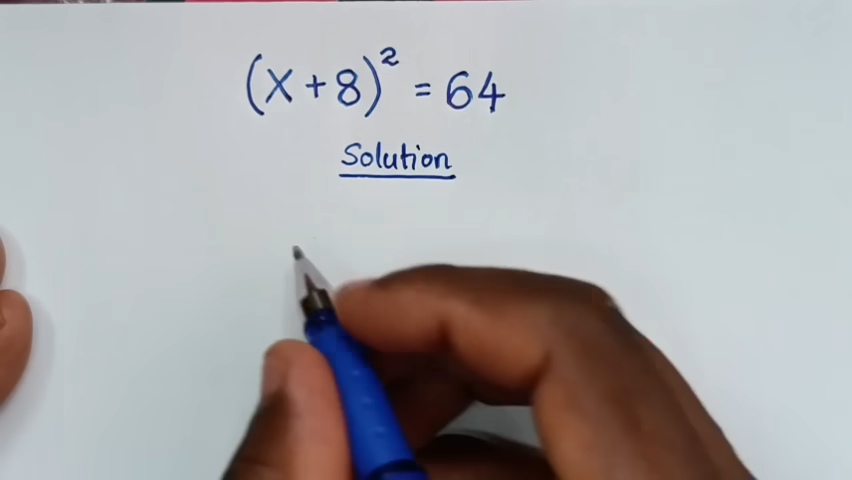 (x+8)² = 64
Solution